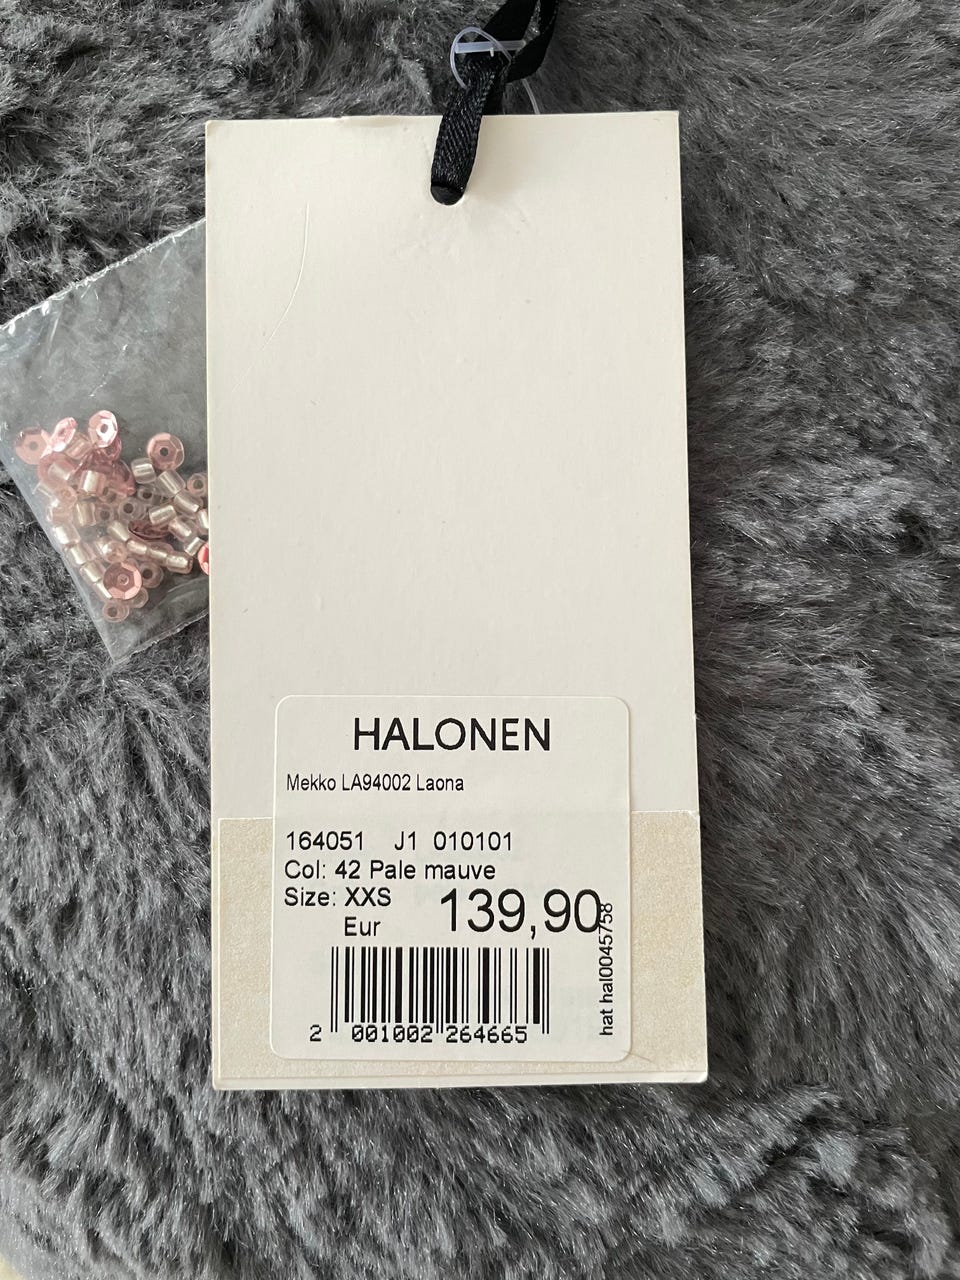 HALONEN
Mekko LA94002 Laona
164051 J1 010101
Col: 42 Pale mauve
Size: XXS
Eur 139,90
hat hal0045758
2 001002 264665